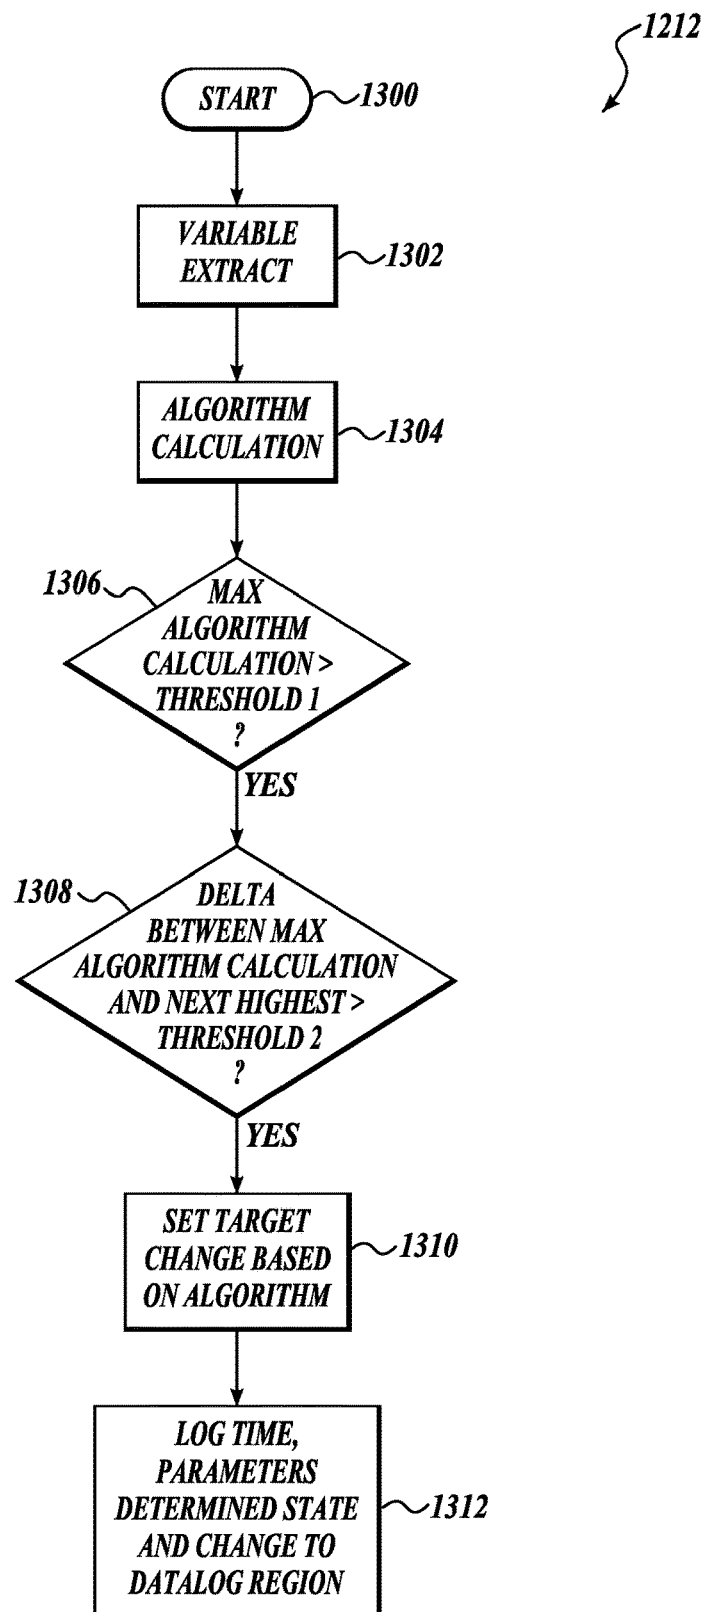 1212
START
1300
VARIABLE
EXTRACT
1302
ALGORITHM
CALCULATION
1304
1306
MAX
ALGORITHM
CALCULATION >
THRESHOLD 1
?
YES
1308
DELTA
BETWEEN MAX
ALGORITHM CALCULATION
AND NEXT HIGHEST >
THRESHOLD 2
?
YES
SET TARGET
CHANGE BASED
ON ALGORITHM
1310
LOG TIME,
PARAMETERS
DETERMINED STATE
AND CHANGE TO
DATALOG REGION
1312